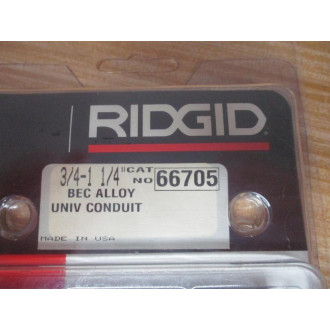 RIDGID
3/4-1 1/4" CAT NO 66705
BEC ALLOY
UNIV CONDUIT
MADE IN USA